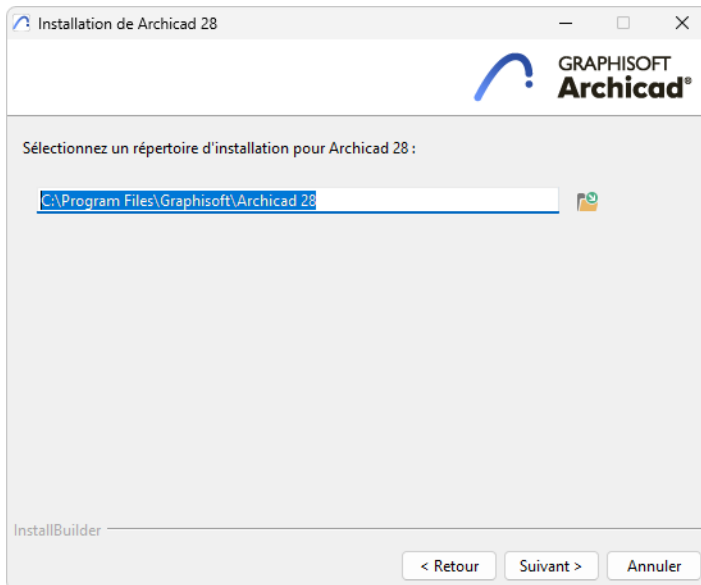 Installation de Archicad 28
GRAPHISOFT
Archicad®
Sélectionnez un répertoire d'installation pour Archicad 28 :
C:\Program Files\Graphisoft\Archicad 28
InstallBuilder
< Retour
Suivant >
Annuler